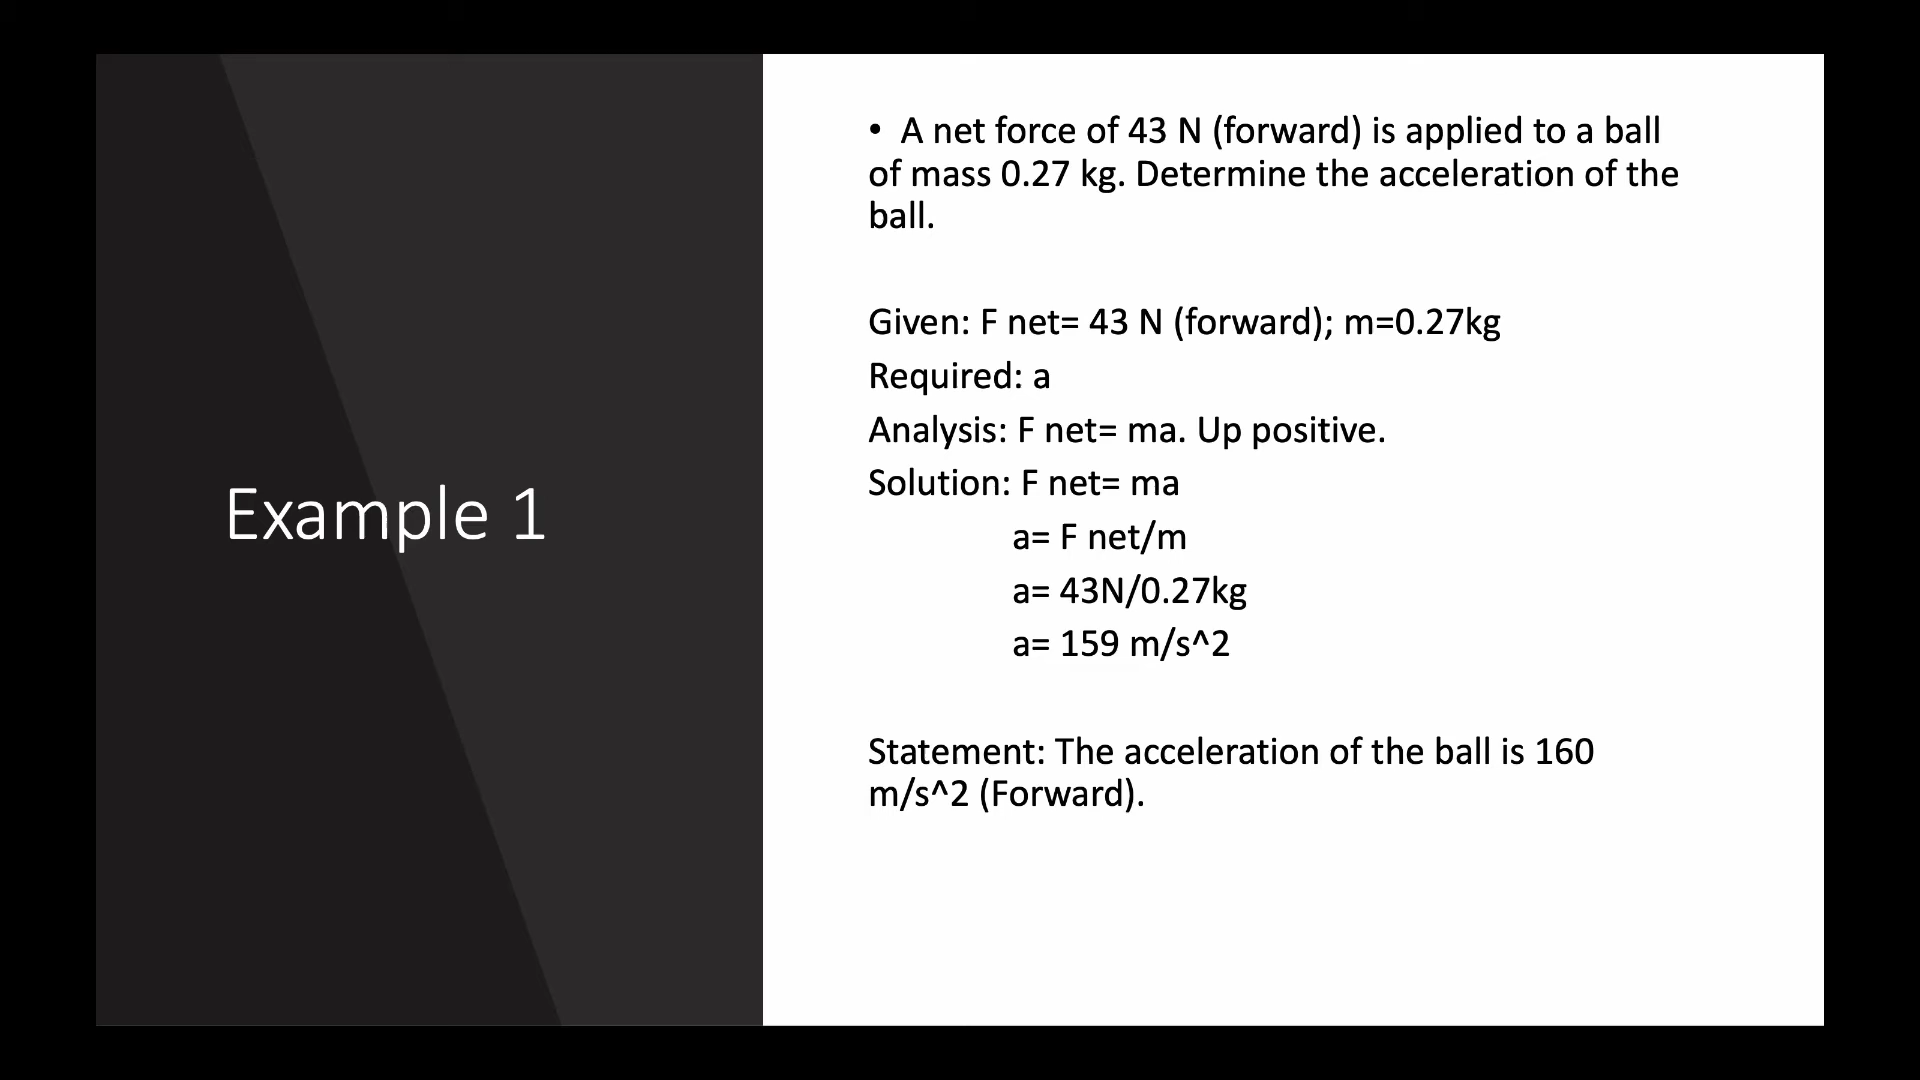 Example 1
• A net force of 43 N (forward) is applied to a ball
of mass 0.27 kg. Determine the acceleration of the
ball.
Given: F net= 43 N (forward); m=0.27kg
Required: a
Analysis: F net= ma. Up positive.
Solution: F net= ma
a= F net/m
a= 43N/0.27kg
a= 159 m/s^2
Statement: The acceleration of the ball is 160
m/s^2 (Forward).